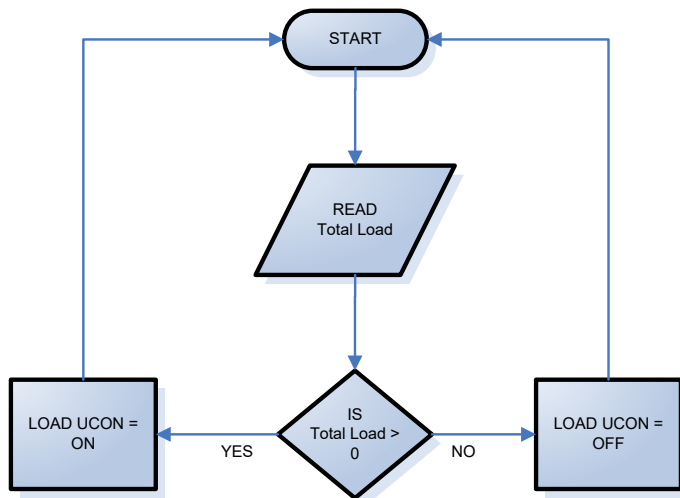 START
READ
Total Load
IS
Total Load >
0
LOAD UCON =
ON
YES
NO
LOAD UCON =
OFF